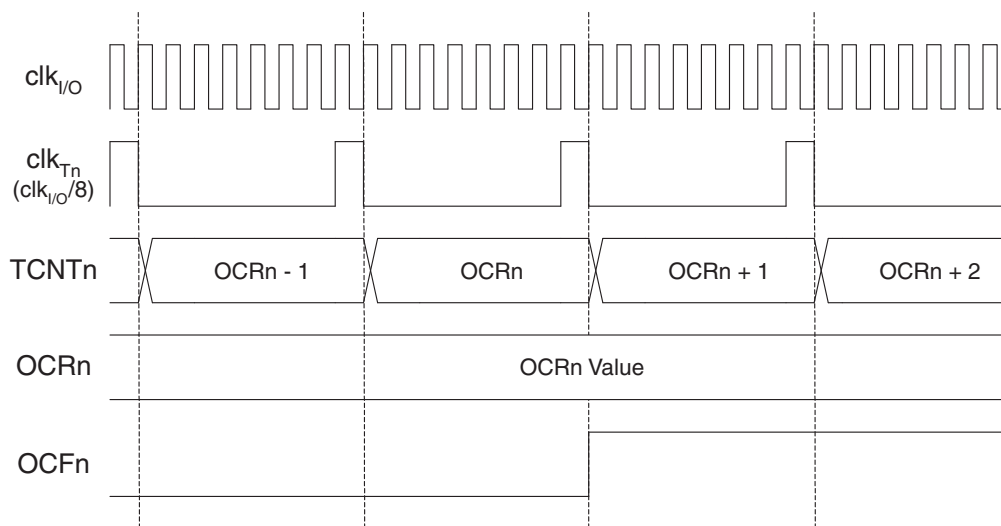 clkI/O
clkTn
(clkI/O/8)
TCNTn
OCRn - 1
OCRn
OCRn + 1
OCRn + 2
OCRn
OCRn Value
OCFn